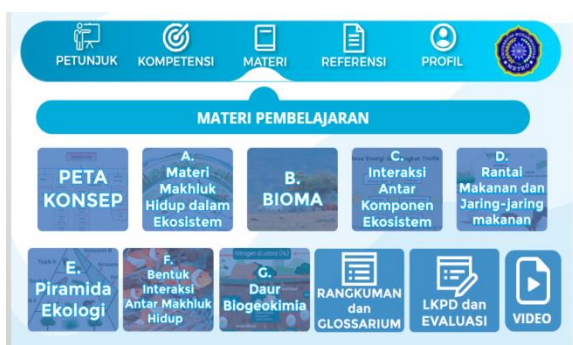 PETUNJUK
KOMPETENSI
MATERI
REFERENSI
PROFIL
METRO
MATERI PEMBELAJARAN
PETA
KONSEP
A.
Materi
Makhluk
Hidup dalam
Ekosistem
B.
BIOMA
C.
Interaksi
Antar
Komponen
Ekosistem
D.
Rantai
Makanan dan
Jaring-jaring
makanan
E.
Piramida
Ekologi
F.
Bentuk
Interaksi
Antar Makhluk
Hidup
G.
Daur
Biogeokimia
RANGKUMAN
dan
GLOSSARIUM
LKPD dan
EVALUASI
VIDEO